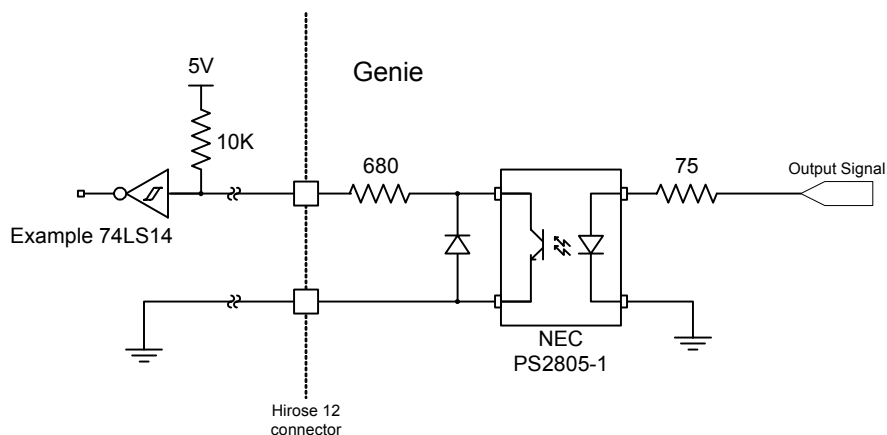 5V
Genie
10K
680
75
Output Signal
Example 74LS14
NEC
PS2805-1
Hirose 12
connector